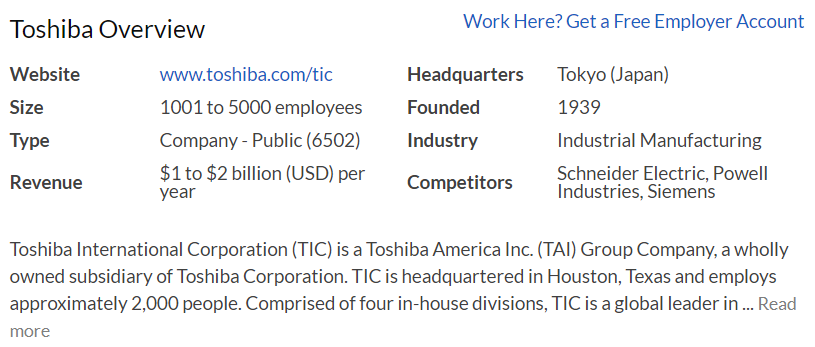 Toshiba Overview
Work Here? Get a Free Employer Account
Website www.toshiba.com/tic Headquarters Tokyo (Japan)
Size 1001 to 5000 employees Founded 1939
Type Company - Public (6502) Industry Industrial Manufacturing
Revenue $1 to $2 billion (USD) per
year
Competitors Schneider Electric, Powell
Industries, Siemens
Toshiba International Corporation (TIC) is a Toshiba America Inc. (TAI) Group Company, a wholly
owned subsidiary of Toshiba Corporation. TIC is headquartered in Houston, Texas and employs
approximately 2,000 people. Comprised of four in-house divisions, TIC is a global leader in ... Read
more